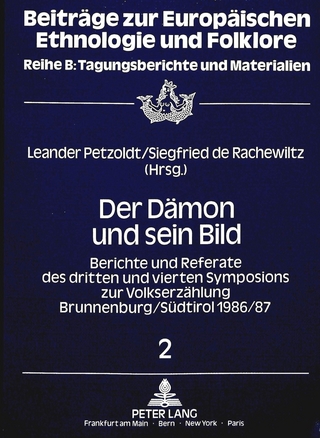 Beiträge zur Europäischen
Ethnologie und Folklore
Reihe B: Tagungsberichte und Materialien
Leander Petzoldt/Siegfried de Rachewiltz
(Hrsg.)
Der Dämon
und sein Bild
Berichte und Referate
des dritten und vierten Symposions
zur Volkserzählung
Brunnenburg/Südtirol 1986/87
2
PETER LANG
Frankfurt am Main · Bern · New York · Paris